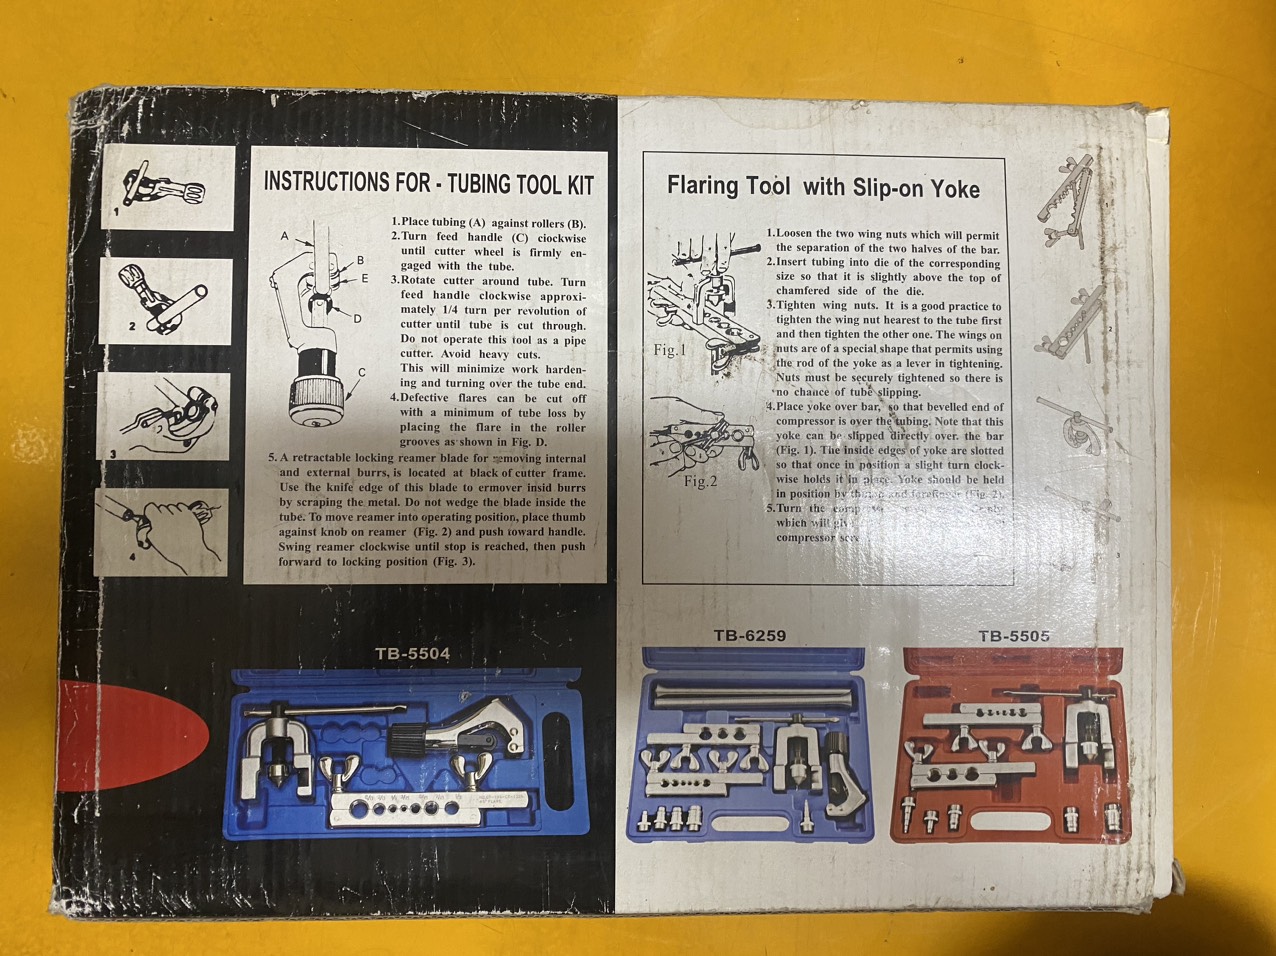 INSTRUCTIONS FOR - TUBING TOOL KIT
1.Place tubing (A) against rollers (B).
2.Turn feed handle (C) clockwise
until cutter wheel is firmly en-
gaged with the tube.
3.Rotate cutter around tube. Turn
feed handle clockwise approxi-
mately 1/4 turn per revolution of
cutter until tube is cut through.
Do not operate this tool as a pipe
cutter. Avoid heavy cuts.
This will minimize work harden-
ing and turning over the tube end.
4.Defective flares can be cut off
with a minimum of tube loss by
placing the flare in the roller
grooves as shown in Fig. D.
5. A retractable locking reamer blade for removing internal
and external burrs, is located at black of cutter frame.
Use the knife edge of this blade to ermover insid burrs
by scraping the metal. Do not wedge the blade inside the
tube. To move reamer into operating position, place thumb
against knob on reamer (Fig. 2) and push toward handle.
Swing reamer clockwise until stop is reached, then push
forward to locking position (Fig. 3).
A
B
E
D
C
1
2
3
4
Flaring Tool with Slip-on Yoke
1.Loosen the two wing nuts which will permit
the separation of the two halves of the bar.
2.Insert tubing into die of the corresponding
size so that it is slightly above the top of
chamfered side of the die.
3.Tighten wing nuts. It is a good practice to
tighten the wing nut hearest to the tube first
and then tighten the other one. The wings on
nuts are of a special shape that permits using
the rod of the yoke as a lever in tightening.
Nuts must be securely tightened so there is
no chance of tube slipping.
4.Place yoke over bar, so that bevelled end of
compressor is over the tubing. Note that this
yoke can be slipped directly over. the bar
(Fig. 1). The inside edges of yoke are slotted
so that once in position a slight turn clock-
wise holds it in place. Yoke should be held
in position by and forefinger (Fig. 2).
5.Turn the
which will
compressor
Fig.1
Fig.2
2
3
TB-5504
TB-6259
TB-5505